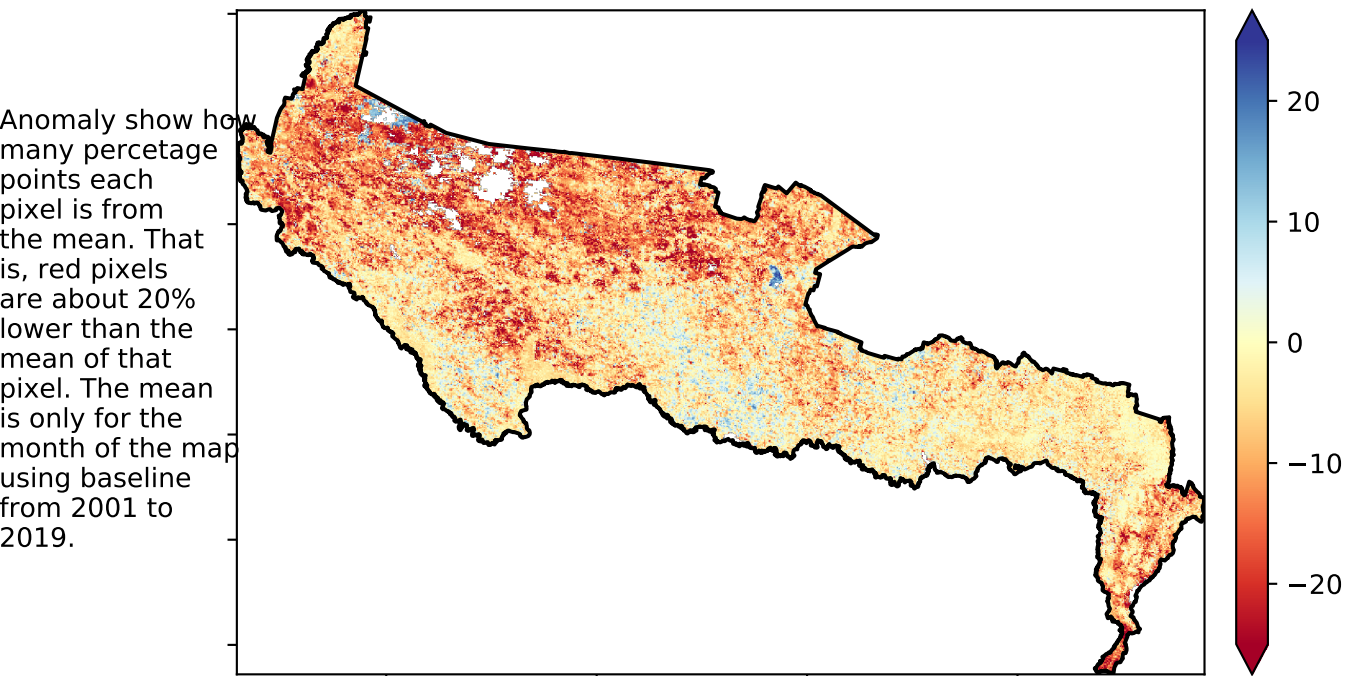 Anomaly show how
many percetage
points each
pixel is from
the mean. That
is, red pixels
are about 20%
lower than the
mean of that
pixel. The mean
is only for the
month of the map
using baseline
from 2001 to
2019.
20
10
0
−10
−20